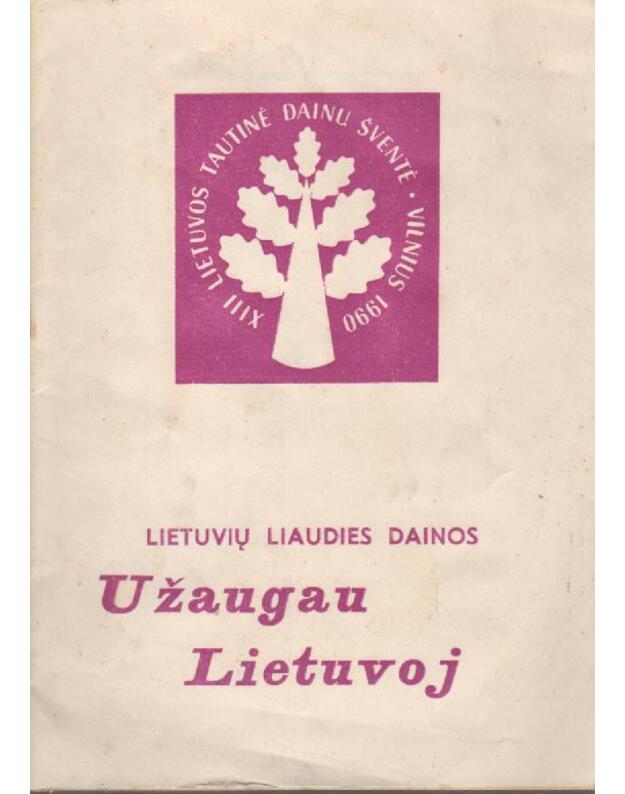 XIII LIETUVOS TAUTINĖ DAINŲ ŠVENTĖ · VILNIUS 1990
LIETUVIŲ LIAUDIES DAINOS
Užaugau
Lietuvoj